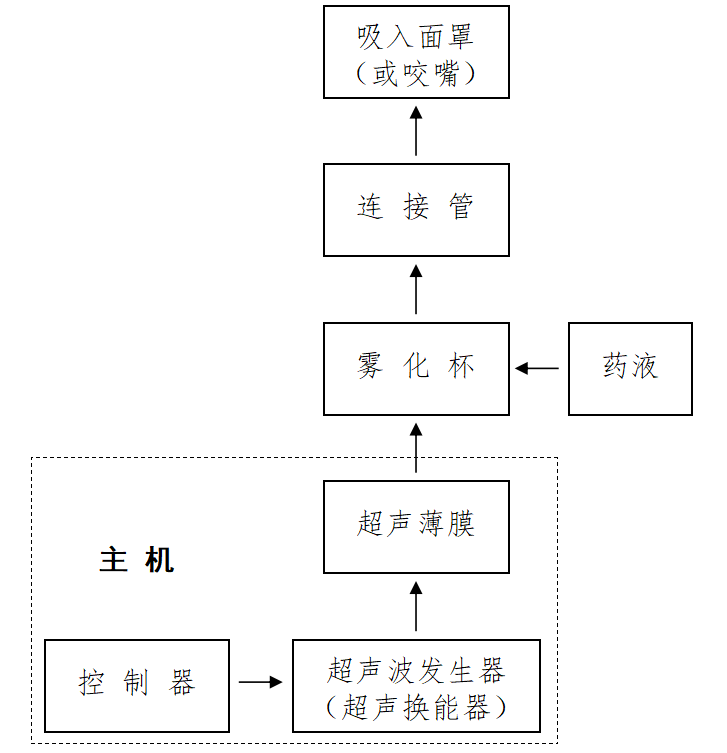 吸入面罩
（或咬嘴）
连接管
雾化杯
药液
超声薄膜
主机
控制器
超声波发生器
（超声换能器）